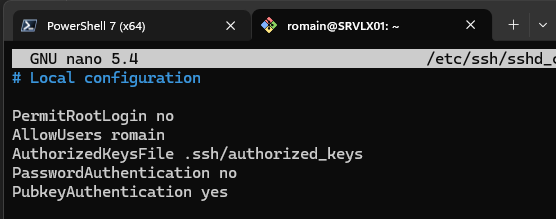 PowerShell 7 (x64)
romain@SRVLX01: ~
GNU nano 5.4
/etc/ssh/sshd_c
# Local configuration
PermitRootLogin no
AllowUsers romain
AuthorizedKeysFile .ssh/authorized_keys
PasswordAuthentication no
PubkeyAuthentication yes